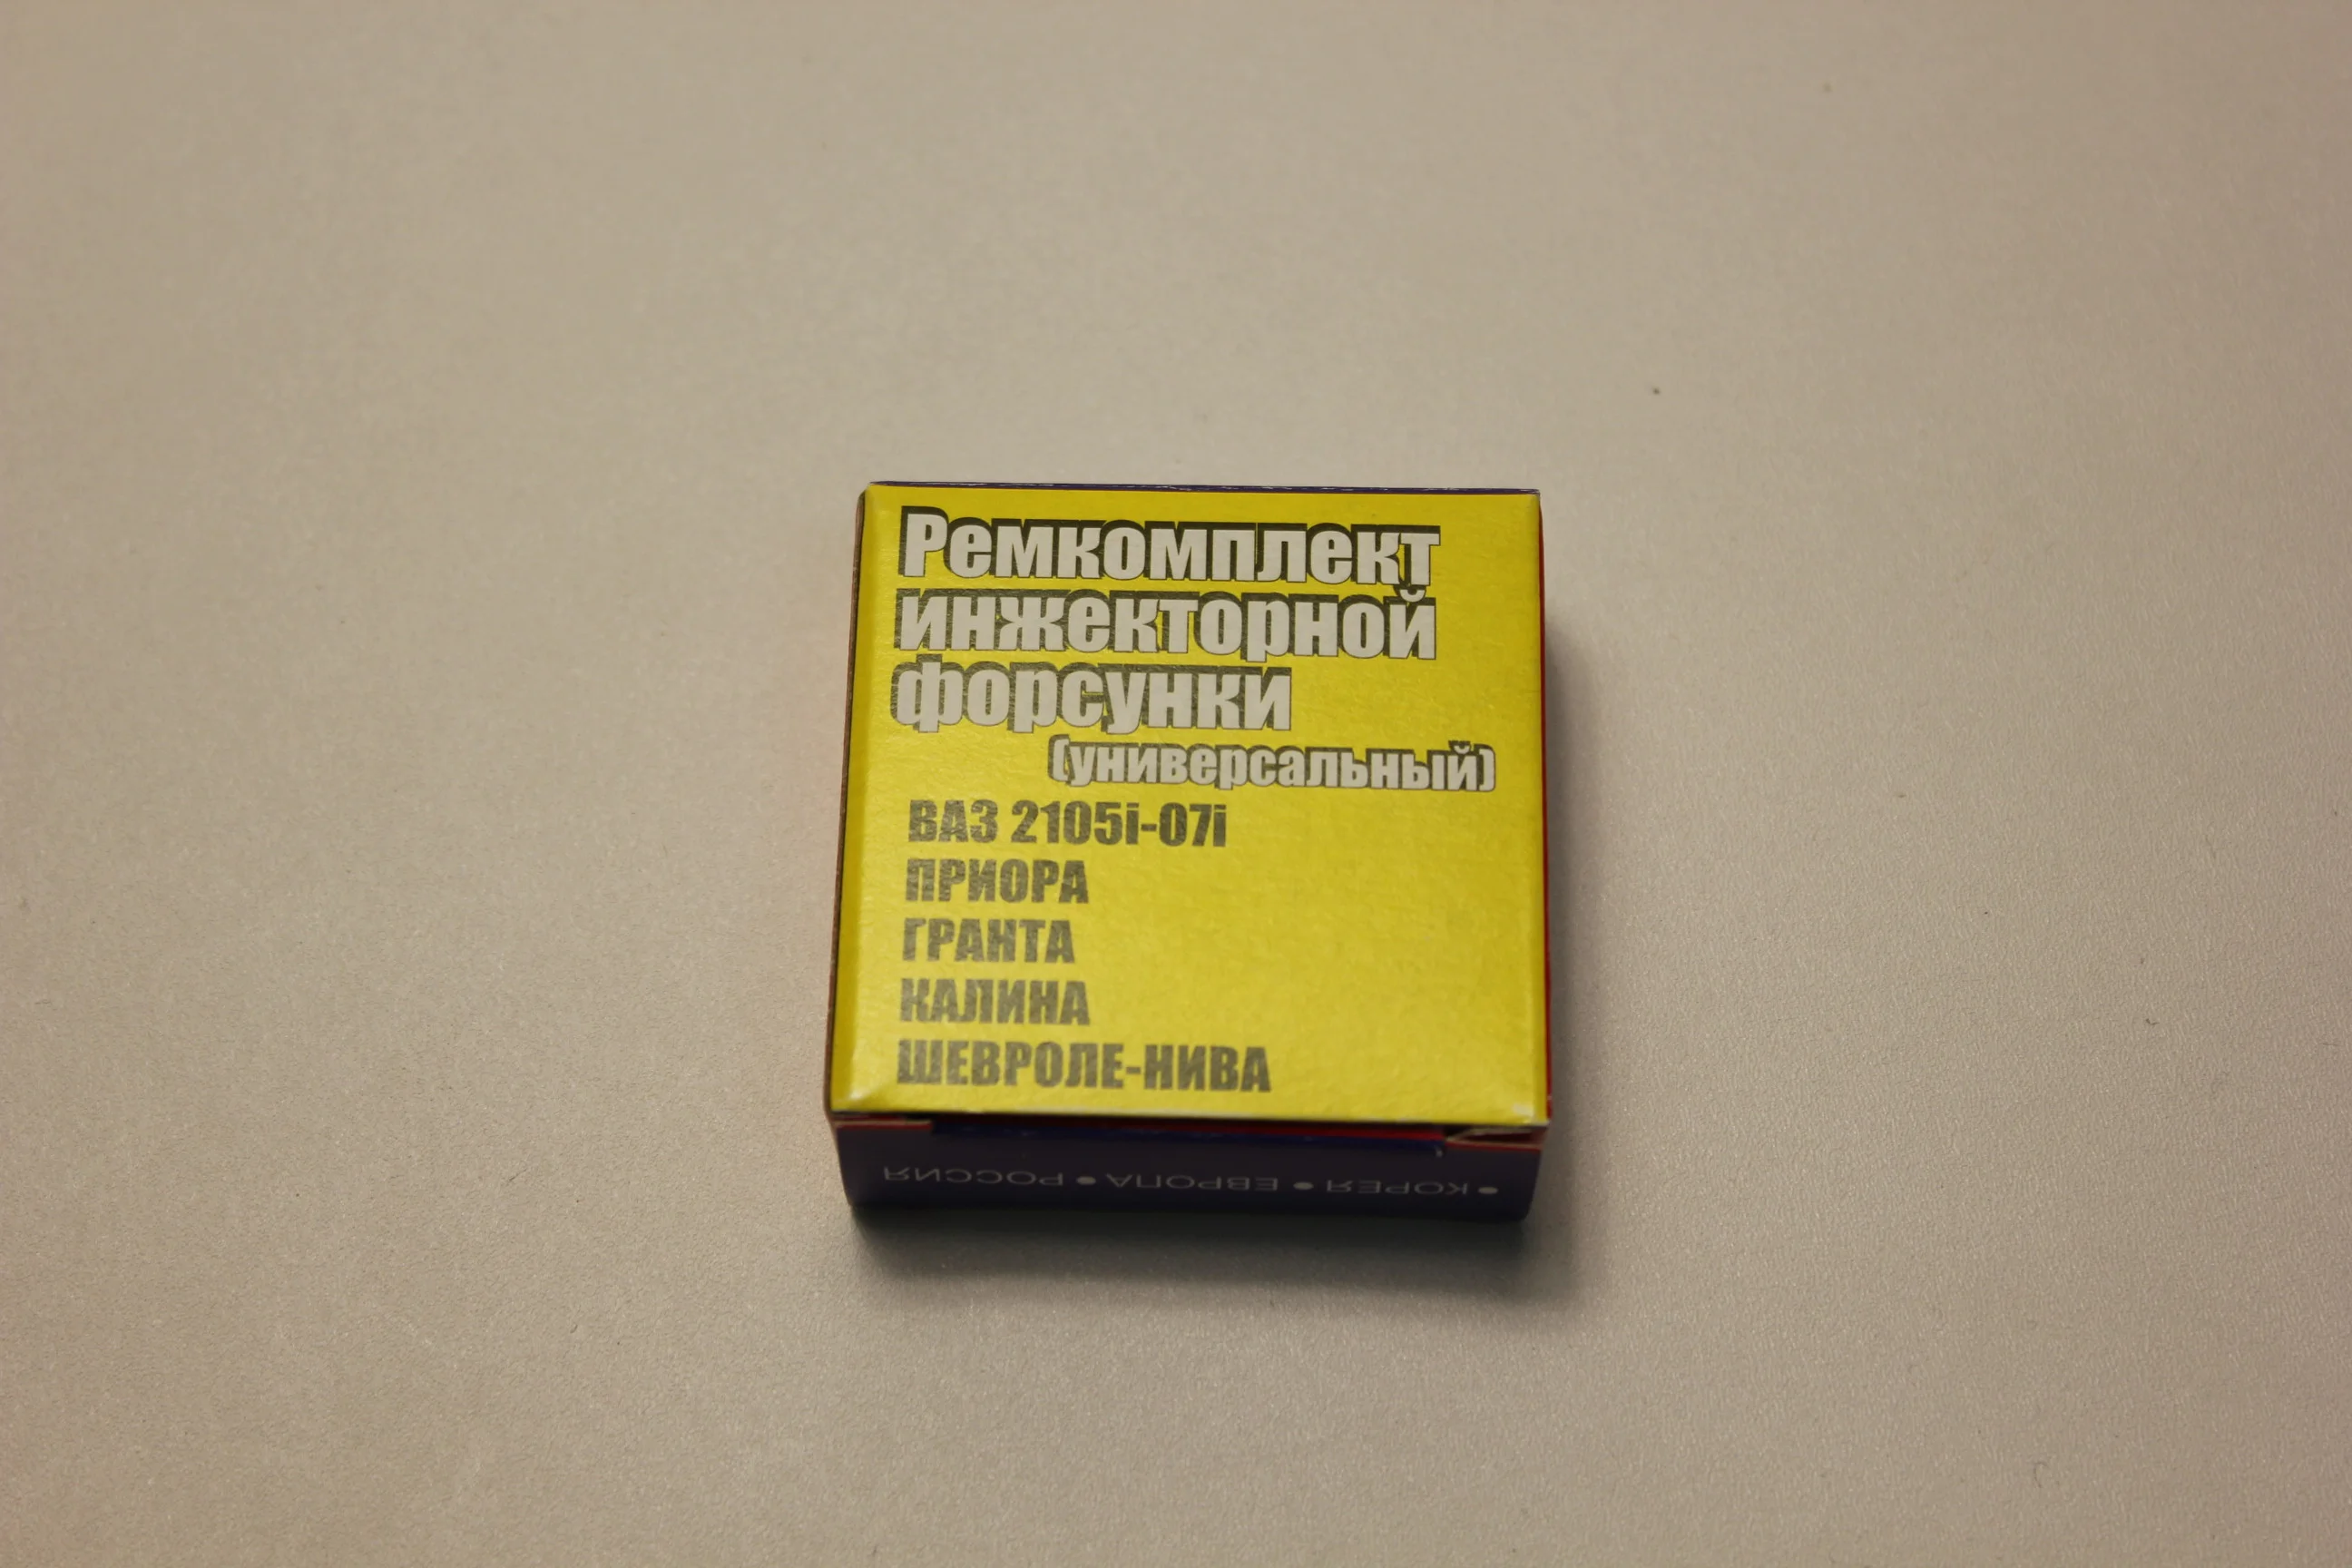 Ремкомплект
инжекторной
форсунки
(универсальный)
ВАЗ 2105i-07i
ПРИОРА
ГРАНТА
КАЛИНА
ШЕВРОЛЕ-НИВА
• КОРЕЯ • ЕВРОПА • РОССИЯ